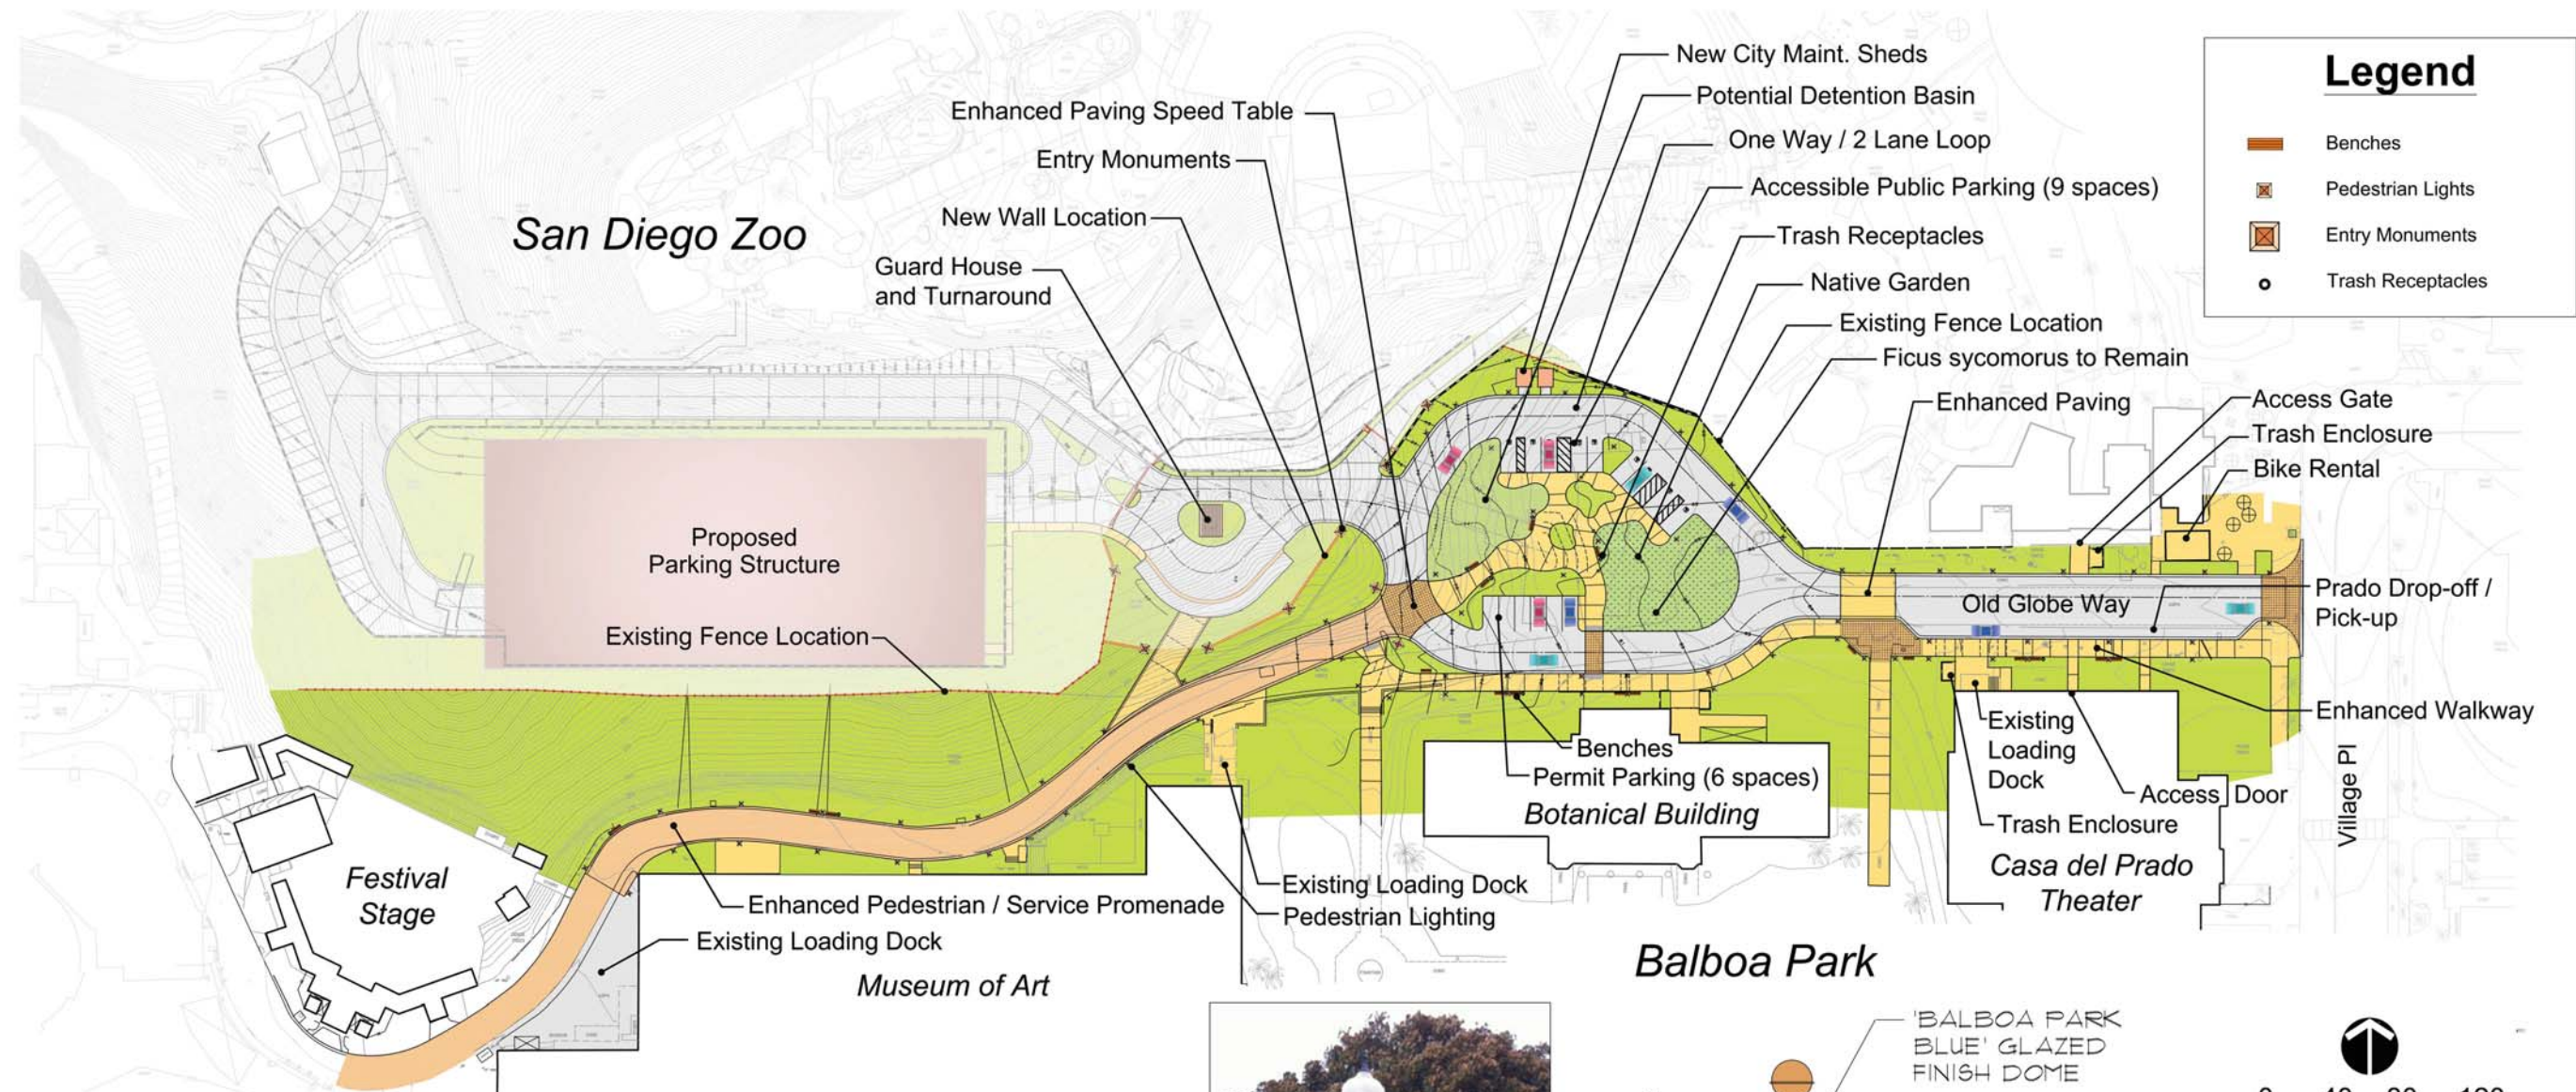 Legend
Benches
Pedestrian Lights
Entry Monuments
Trash Receptacles
San Diego Zoo
Enhanced Paving Speed Table
Entry Monuments
New Wall Location
Guard House
and Turnaround
New City Maint. Sheds
Potential Detention Basin
One Way / 2 Lane Loop
Accessible Public Parking (9 spaces)
Trash Receptacles
Native Garden
Existing Fence Location
Ficus sycomorus to Remain
Enhanced Paving
Access Gate
Trash Enclosure
Bike Rental
Proposed
Parking Structure
Existing Fence Location
Old Globe Way
Prado Drop-off /
Pick-up
Enhanced Walkway
Village Pl
Existing
Loading
Dock
Access Door
Trash Enclosure
Casa del Prado
Theater
Benches
Permit Parking (6 spaces)
Botanical Building
Existing Loading Dock
Pedestrian Lighting
Festival
Stage
Enhanced Pedestrian / Service Promenade
Existing Loading Dock
Museum of Art
Balboa Park
'BALBOA PARK
BLUE' GLAZED
FINISH DOME